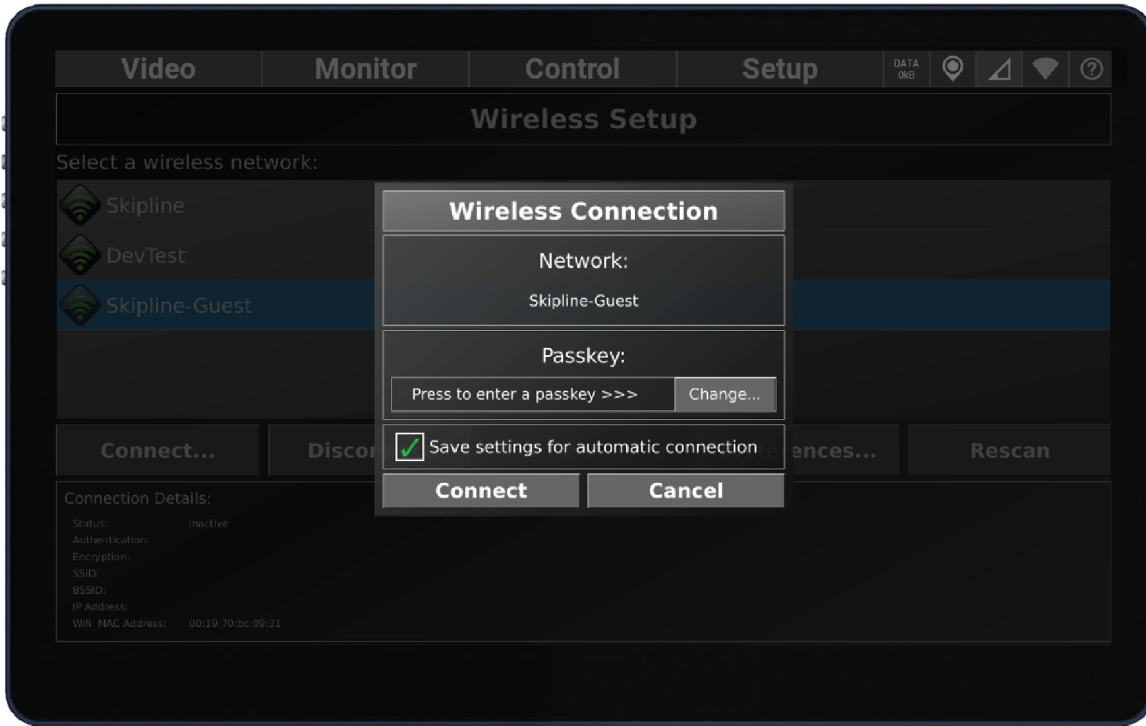 Video Monitor Control Setup DATA 0kB ?
Wireless Setup
Select a wireless network:
Skipline
DevTest
Skipline-Guest
Wireless Connection
Network:
Skipline-Guest
Passkey:
Press to enter a passkey >>> Change...
Save settings for automatic connection
Connect Cancel
Connect... Discon ences... Rescan
Connection Details:
Status: Inactive
Authentication:
Encryption:
SSID:
BSSID:
IP Address:
Wifi MAC Address: 00:19:70:bc:09:31